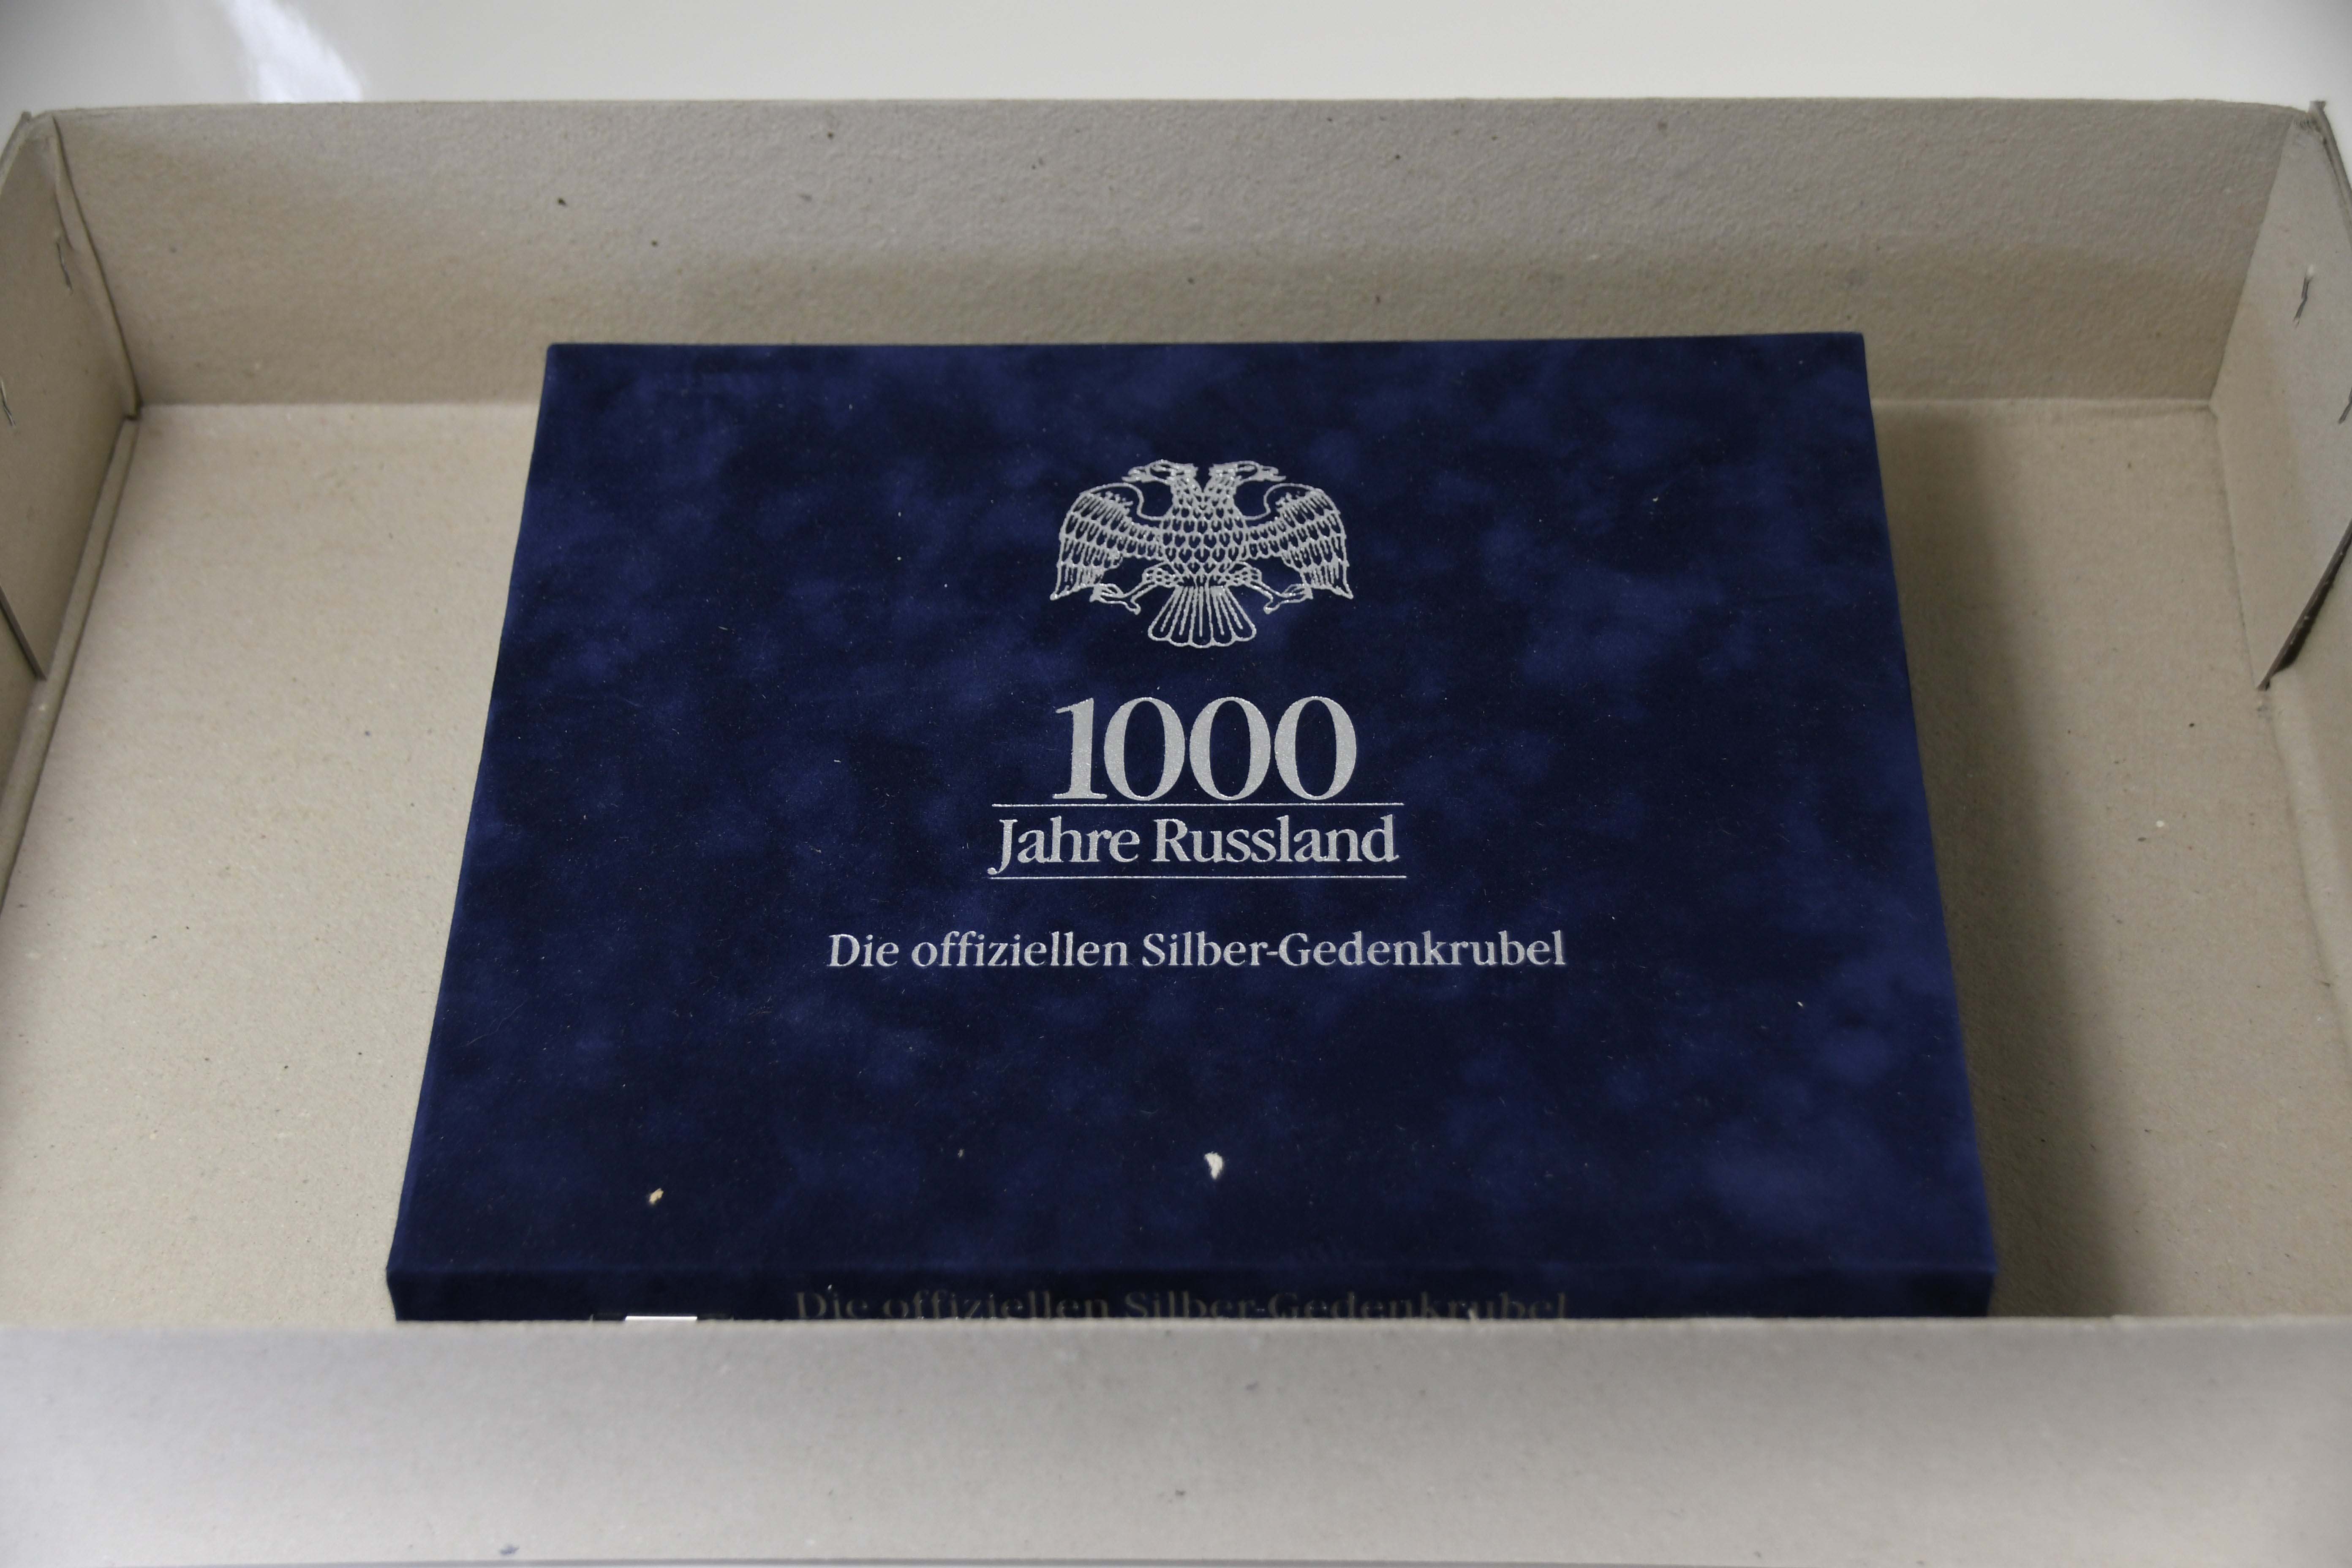 1000
Jahre Russland
Die offiziellen Silber-Gedenkrubel
Die offiziellen Silber-Gedenkrubel